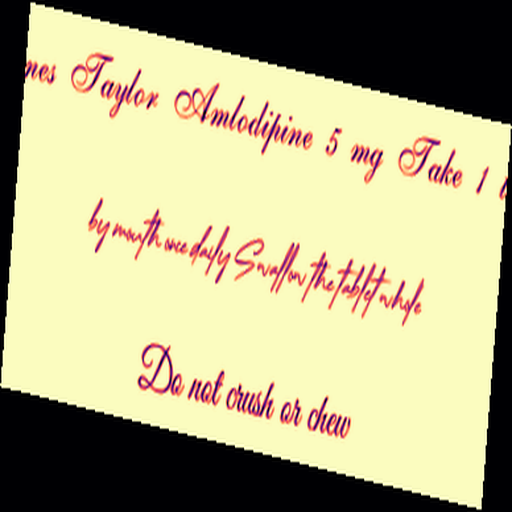 Taylor Amlodipine 5 mg Take 1
by mouth once daily Swallow the tablet whole
Do not crush or chew